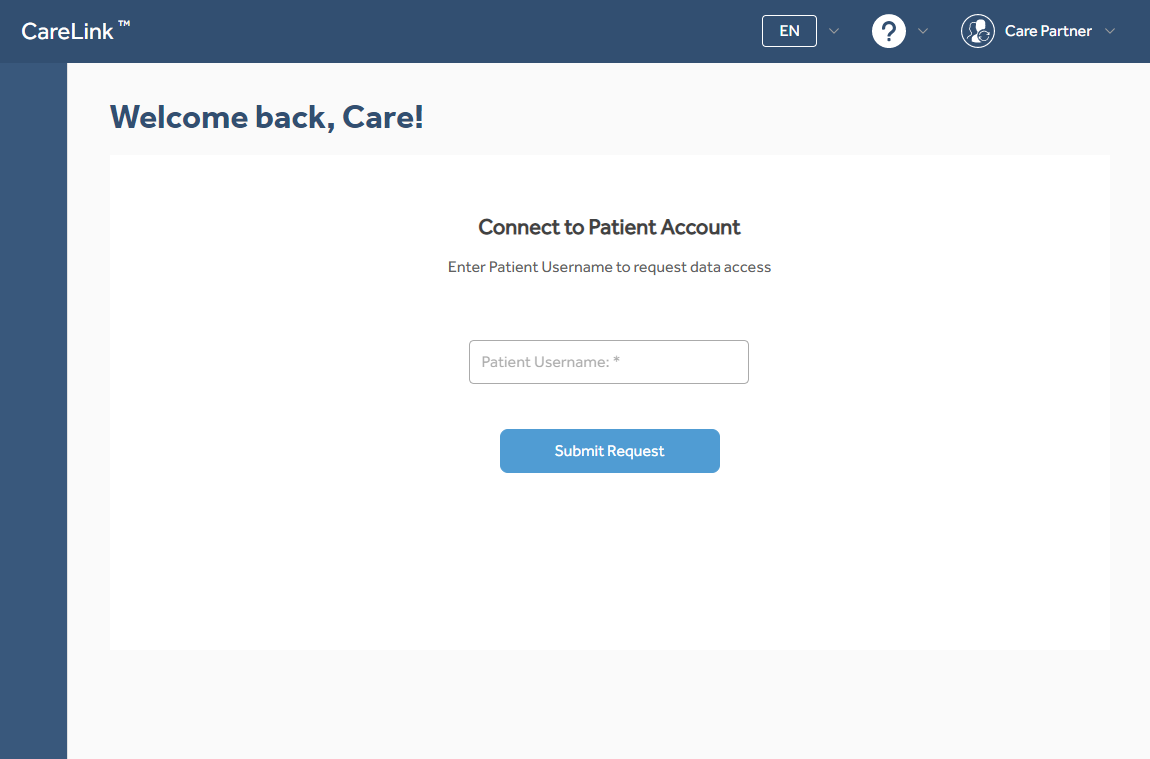 CareLink™
EN
?
Care Partner
Welcome back, Care!
Connect to Patient Account
Enter Patient Username to request data access
Patient Username: *
Submit Request